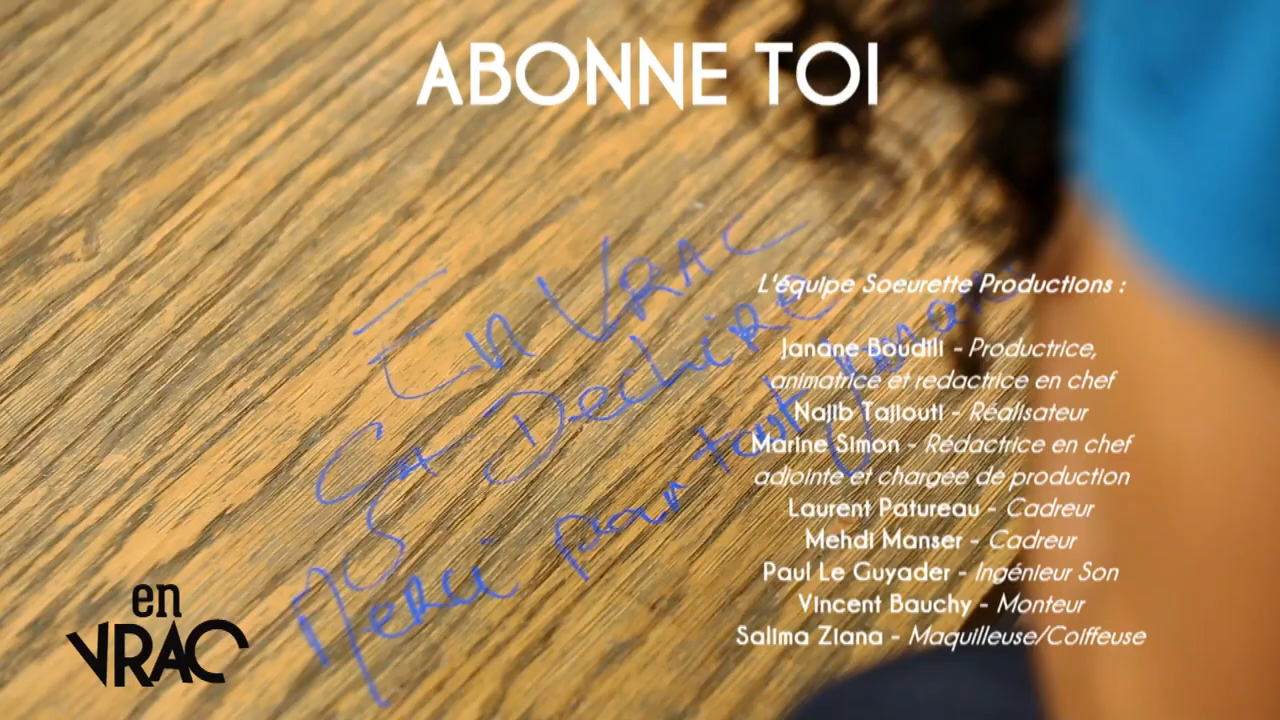 ABONNE TOI
En VRAC
Ça Dechire
Merci pour tout
L'équipe Soeurette Productions :
Janane Boudili - Productrice,
animatrice et redactrice en chef
Najib Tajiouti - Réalisateur
Marine Simon - Rédactrice en chef
adjointe et chargée de production
Laurent Patureau - Cadreur
Mehdi Manser - Cadreur
Paul Le Guyader - Ingénieur Son
Vincent Bauchy - Monteur
Salima Ziana - Maquilleuse/Coiffeuse
en
VRAC